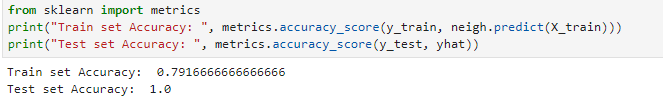 from sklearn import metrics
print("Train set Accuracy: ", metrics.accuracy_score(y_train, neigh.predict(X_train)))
print("Test set Accuracy: ", metrics.accuracy_score(y_test, yhat))
Train set Accuracy:  0.7916666666666666
Test set Accuracy:  1.0